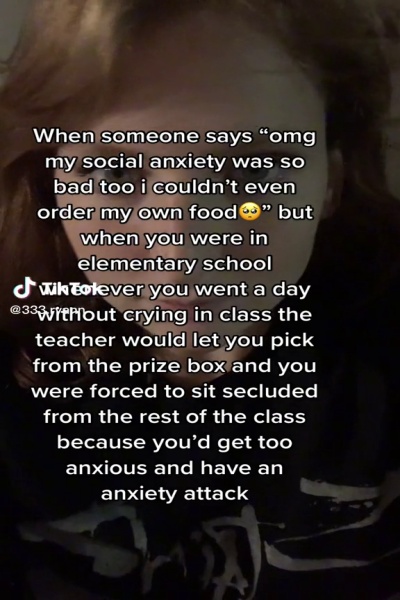 When someone says “omg
my social anxiety was so
bad too i couldn’t even
order my own food🥺” but
when you were in
elementary school
whenever you went a day
without crying in class the
teacher would let you pick
from the prize box and you
were forced to sit secluded
from the rest of the class
because you’d get too
anxious and have an
anxiety attack
TikTok